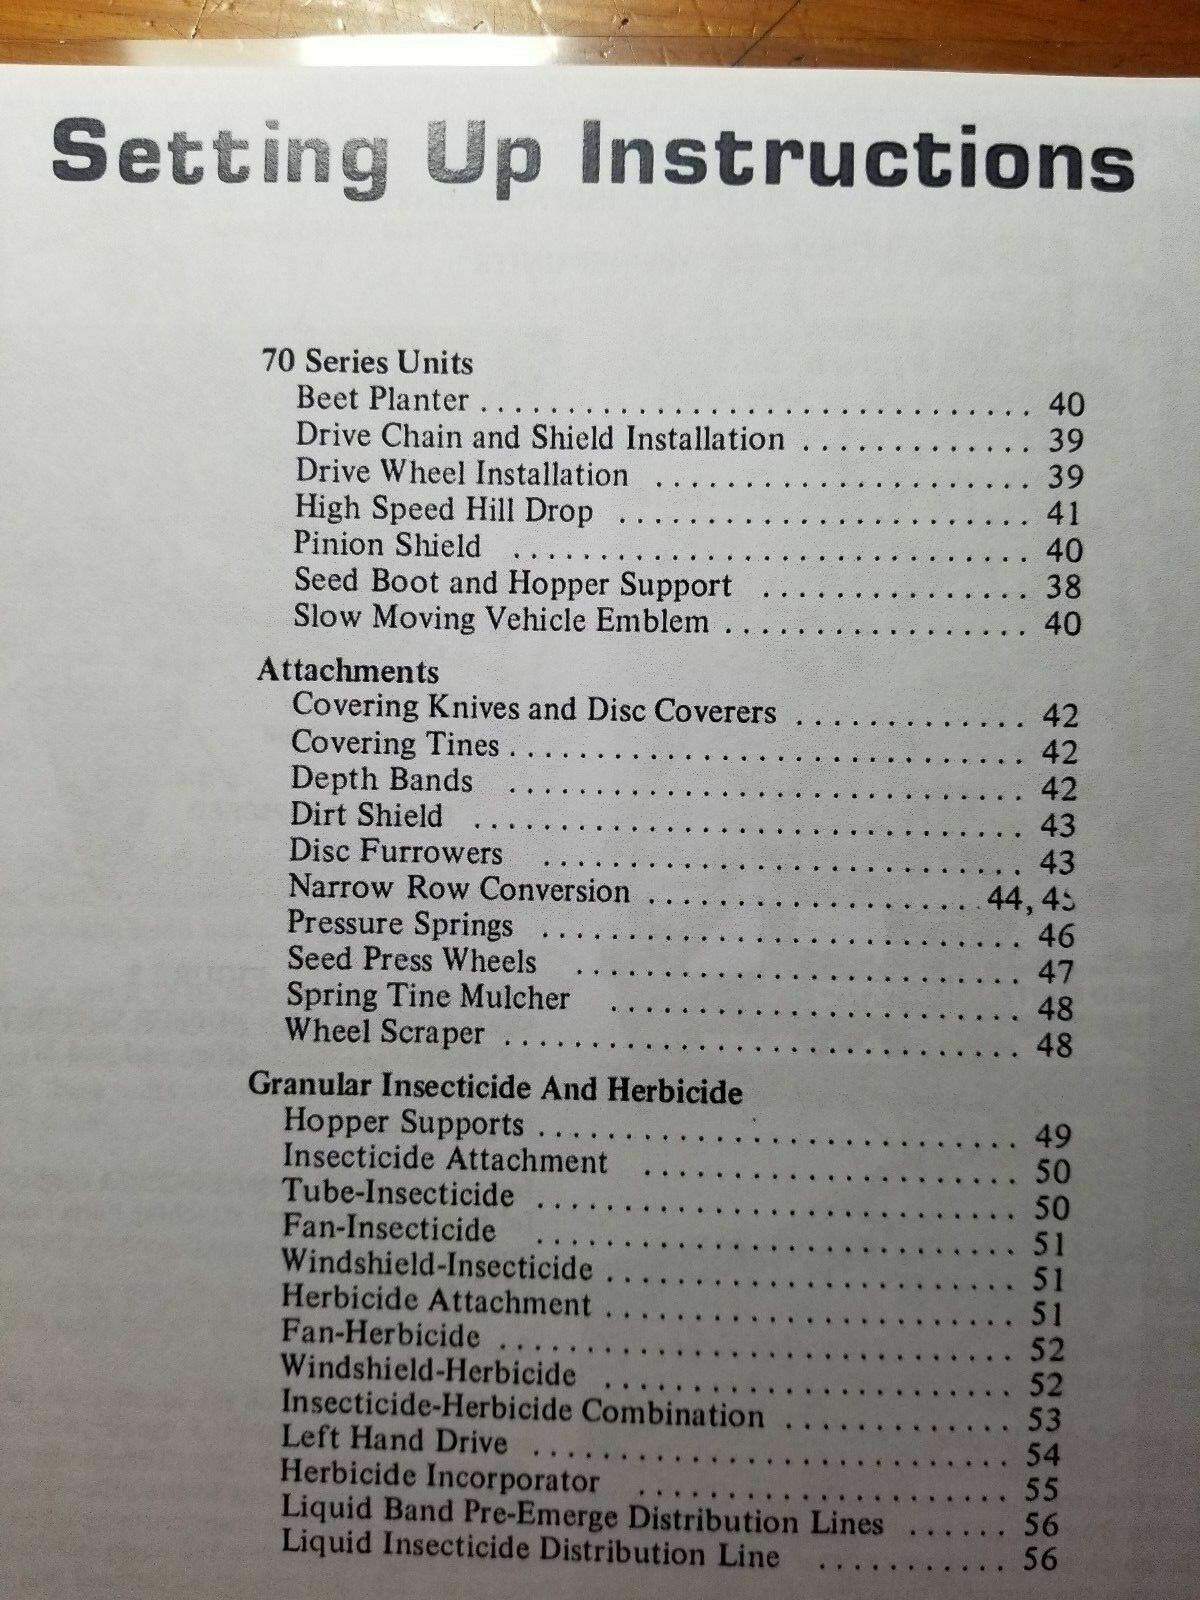 Setting Up Instructions
70 Series Units
Beet Planter . . . . . . . . . . . . . . . . . . . . . . . . . . . . . . . . 40
Drive Chain and Shield Installation . . . . . . . . . . . . . . 39
Drive Wheel Installation . . . . . . . . . . . . . . . . . . . . . . 39
High Speed Hill Drop . . . . . . . . . . . . . . . . . . . . . . . . 41
Pinion Shield . . . . . . . . . . . . . . . . . . . . . . . . . . . . . . 40
Seed Boot and Hopper Support . . . . . . . . . . . . . . . . 38
Slow Moving Vehicle Emblem . . . . . . . . . . . . . . . . . . 40
Attachments
Covering Knives and Disc Coverers . . . . . . . . . . . . . . 42
Covering Tines . . . . . . . . . . . . . . . . . . . . . . . . . . . . . . 42
Depth Bands . . . . . . . . . . . . . . . . . . . . . . . . . . . . . . 42
Dirt Shield . . . . . . . . . . . . . . . . . . . . . . . . . . . . . . . . 43
Disc Furrowers . . . . . . . . . . . . . . . . . . . . . . . . . . . . 43
Narrow Row Conversion . . . . . . . . . . . . . . . . . . . . 44, 45
Pressure Springs . . . . . . . . . . . . . . . . . . . . . . . . . . . . 46
Seed Press Wheels . . . . . . . . . . . . . . . . . . . . . . . . . . 47
Spring Tine Mulcher . . . . . . . . . . . . . . . . . . . . . . . . 48
Wheel Scraper . . . . . . . . . . . . . . . . . . . . . . . . . . . . . . 48
Granular Insecticide And Herbicide
Hopper Supports . . . . . . . . . . . . . . . . . . . . . . . . . . . . 49
Insecticide Attachment . . . . . . . . . . . . . . . . . . . . . . 50
Tube-Insecticide . . . . . . . . . . . . . . . . . . . . . . . . . . . . 50
Fan-Insecticide . . . . . . . . . . . . . . . . . . . . . . . . . . . . 51
Windshield-Insecticide . . . . . . . . . . . . . . . . . . . . . . . . 51
Herbicide Attachment . . . . . . . . . . . . . . . . . . . . . . . . 51
Fan-Herbicide . . . . . . . . . . . . . . . . . . . . . . . . . . . . . . 52
Windshield-Herbicide . . . . . . . . . . . . . . . . . . . . . . . . 52
Insecticide-Herbicide Combination . . . . . . . . . . . . . 53
Left Hand Drive . . . . . . . . . . . . . . . . . . . . . . . . . . . . 54
Herbicide Incorporator . . . . . . . . . . . . . . . . . . . . . . 55
Liquid Band Pre-Emerge Distribution Lines . . . . . . 56
Liquid Insecticide Distribution Line . . . . . . . . . . . 56